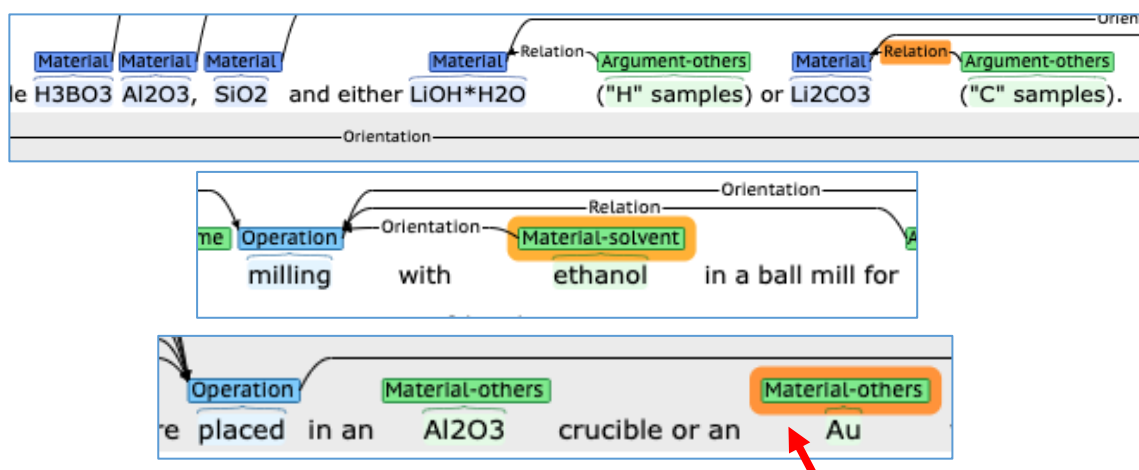 Orien
Material Material Material Material Relation Argument-others Material Relation Argument-others
le H3BO3 Al2O3, SiO2 and either LiOH*H2O ("H" samples) or Li2CO3 ("C" samples).
Orientation
Orientation
Relation
me Operation Orientation Material-solvent A
milling with ethanol in a ball mill for
Operation Material-others Material-others
e placed in an Al2O3 crucible or an Au